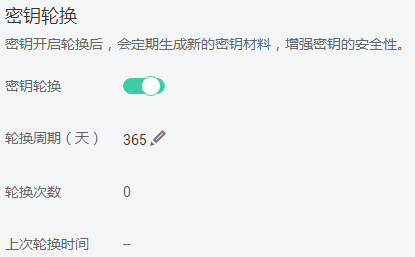 密钥轮换
密钥开启轮换后，会定期生成新的密钥材料，增强密钥的安全性。
密钥轮换
轮换周期（天） 365
轮换次数 0
上次轮换时间 --